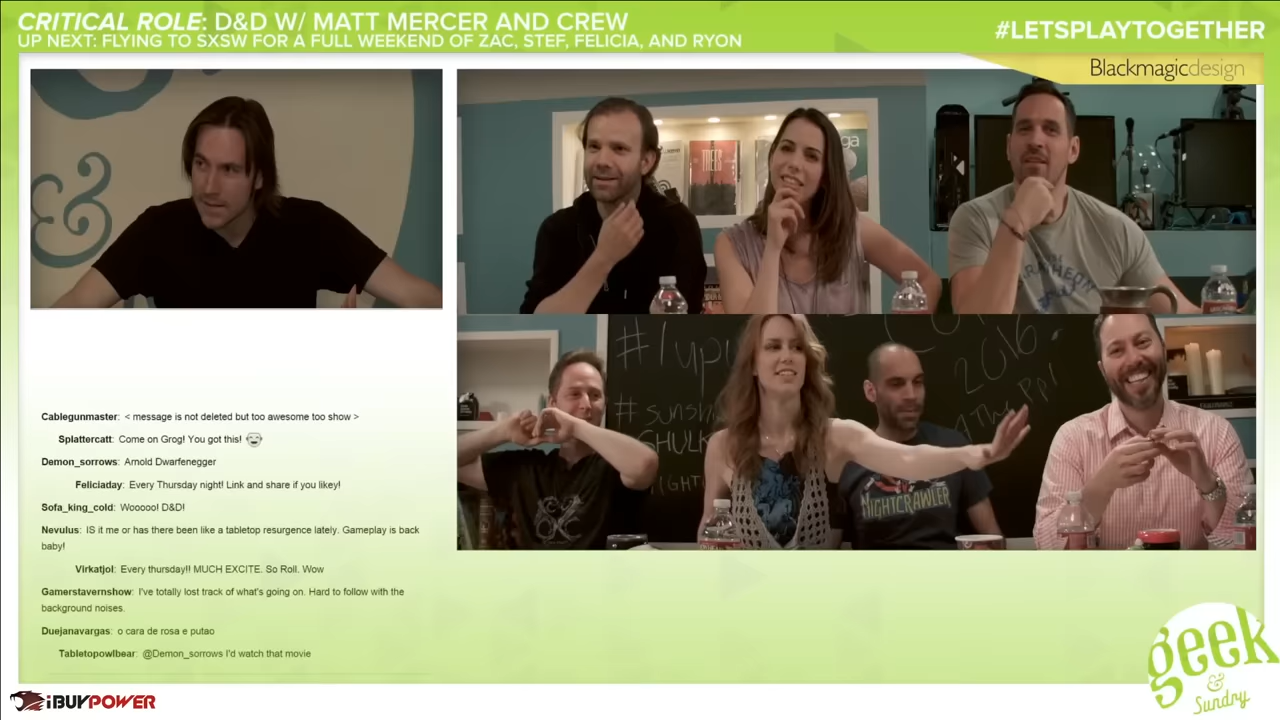 CRITICAL ROLE: D&D W/ MATT MERCER AND CREW
UP NEXT: FLYING TO SXSW FOR A FULL WEEKEND OF ZAC, STEF, FELICIA, AND RYON
#LETSPLAYTOGETHER
Blackmagicdesign
&
TREES
#lupu
2016
#sunsh
GHULK
NIGHTCRAWLER
Cablegunmaster: < message is not deleted but too awesome too show >
Splattercatt: Come on Grog! You got this!
Demon_sorrows: Arnold Dwarfenegger
Feliciaday: Every Thursday night! Link and share if you likey!
Sofa_king_cold: Wooooo! D&D!
Nevulus: IS it me or has there been like a tabletop resurgence lately. Gameplay is back
baby!
Virkatjol: Every thursday!! MUCH EXCITE. So Roll. Wow
Gamerstavernshow: I've totally lost track of what's going on. Hard to follow with the
background noises.
Duejanavargas: o cara de rosa e putao
Tabletopowlbear: @Demon_sorrows I'd watch that movie
iBUYPOWER
geek
&
Sundry